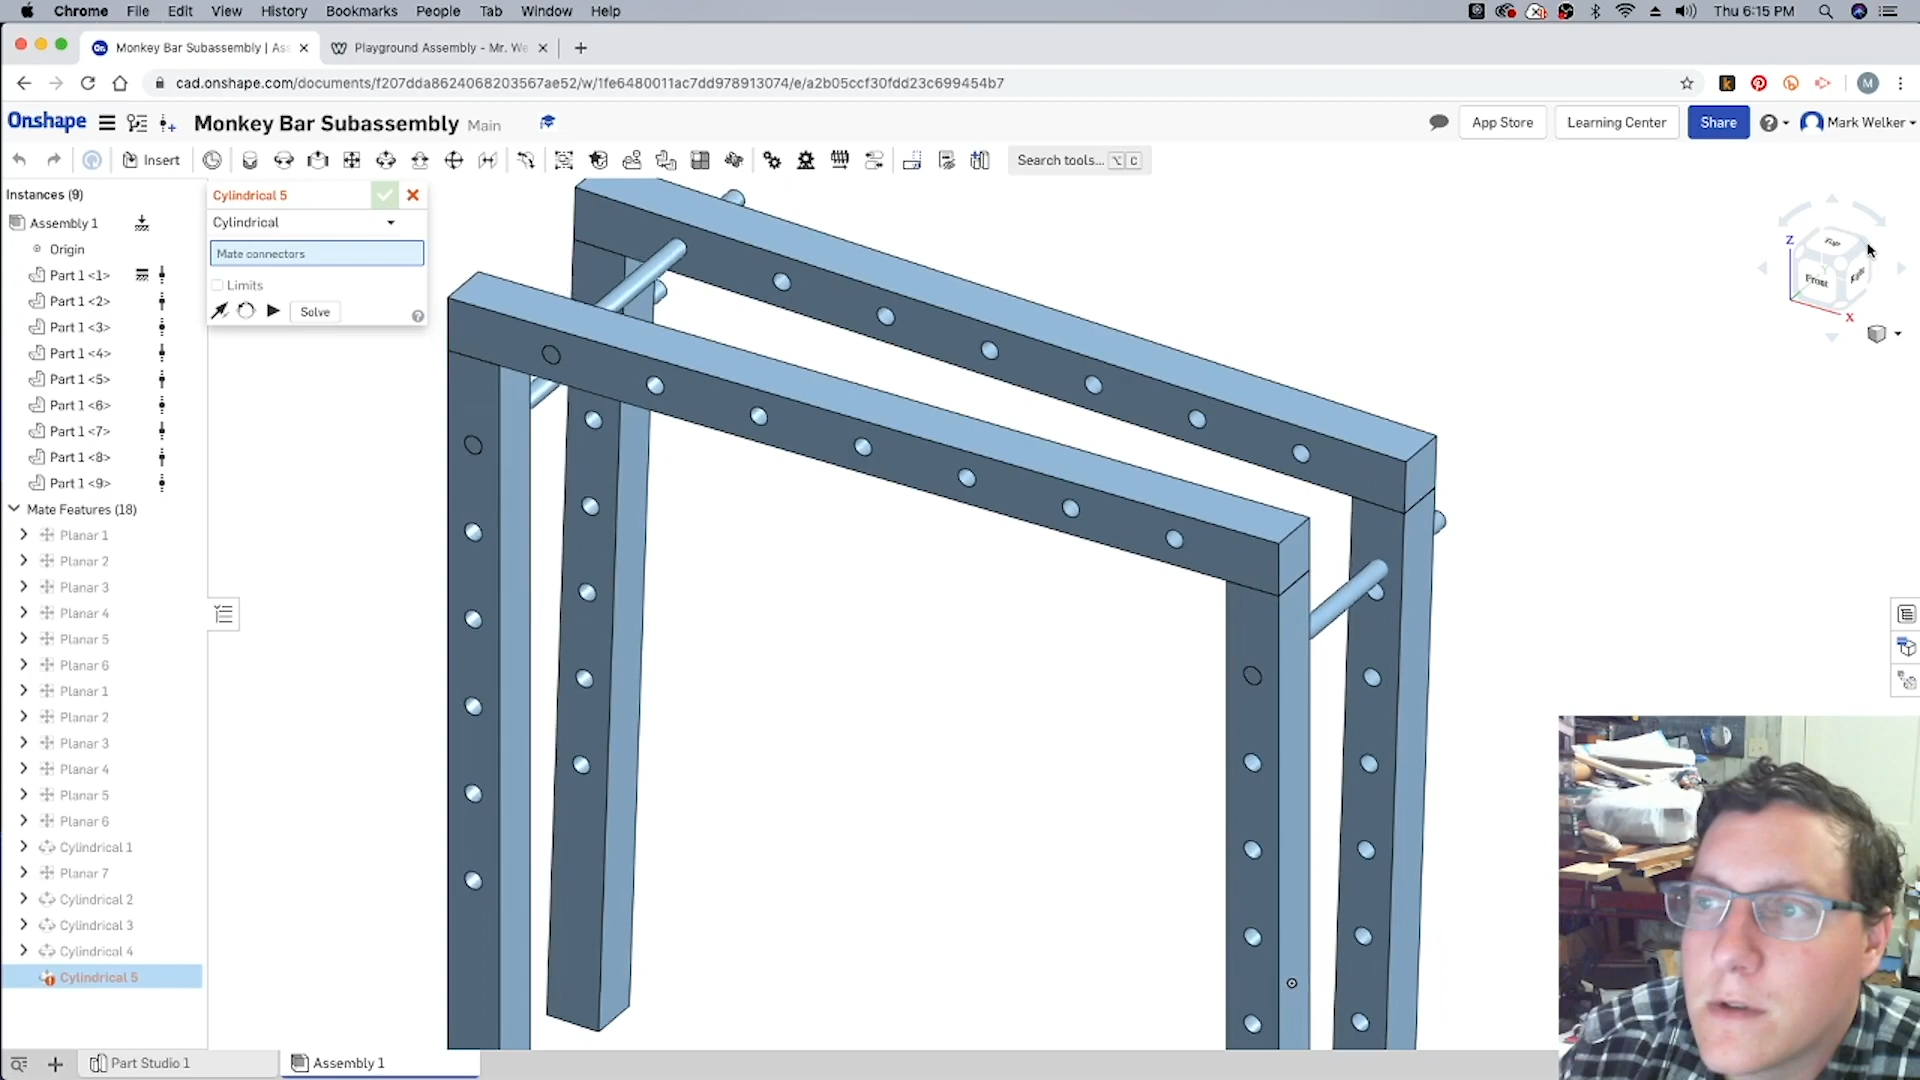 Chrome File Edit View History Bookmarks People Tab Window Help Thu 6:15 PM
Monkey Bar Subassembly | Ass Playground Assembly - Mr. We
cad.onshape.com/documents/f207dda8624068203567ae52/w/1fe6480011ac7dd978913074/e/a2b05ccf30fdd23c699454b7 M
Onshape Monkey Bar Subassembly Main App Store Learning Center Share Mark Welker
Insert Search tools... ⌥ C
Instances (9)
Assembly 1
Origin
Part 1 <1>
Part 1 <2>
Part 1 <3>
Part 1 <4>
Part 1 <5>
Part 1 <6>
Part 1 <7>
Part 1 <8>
Part 1 <9>
Mate Features (18)
Planar 1
Planar 2
Planar 3
Planar 4
Planar 5
Planar 6
Planar 1
Planar 2
Planar 3
Planar 4
Planar 5
Planar 6
Cylindrical 1
Planar 7
Cylindrical 2
Cylindrical 3
Cylindrical 4
Cylindrical 5
Cylindrical 5
Cylindrical
Mate connectors
Limits
Solve
Z Top
Front Right
X
Part Studio 1 Assembly 1